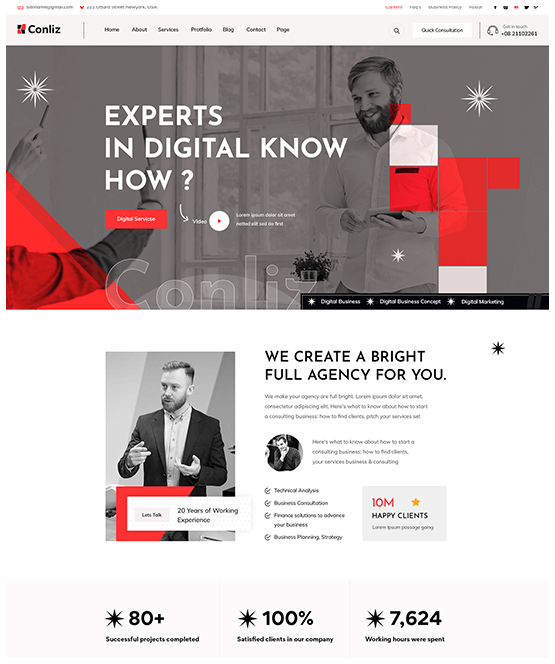 sitename@gmail.com 211 Oxford Street Newyork, USA Careers Faq's Business Policy About
Conliz Home About Services Protfolio Blog Contact Page Quick Consultation Get in touch
+08 21102261
EXPERTS
IN DIGITAL KNOW
HOW ?
Digital Servicse Video Lorem ipsum dolor sit amet
notted elit sed do first
Conliz
Digital Business Digital Business Concept Digital Marketing
WE CREATE A BRIGHT
FULL AGENCY FOR YOU.
We make your agency are full bright. Lorem ipsum dolor sit amet,
consectetur adipiscing elit, Here's what to know about how to start
a consulting business: how to find clients, pitch your services set
Here's what to know about how to start a
consulting business: how to find clients,
your services business & consulting
Technical Analysis
Business Consultation
Finance solutions to advance
your business
Business Planning, Strategy
10M
HAPPY CLIENTS
Lorem Ipsum passage going
Lets Talk 20 Years of Working
Experience
80+ 100% 7,624
Successful projects completed Satisfied clients in our company Working hours were spent